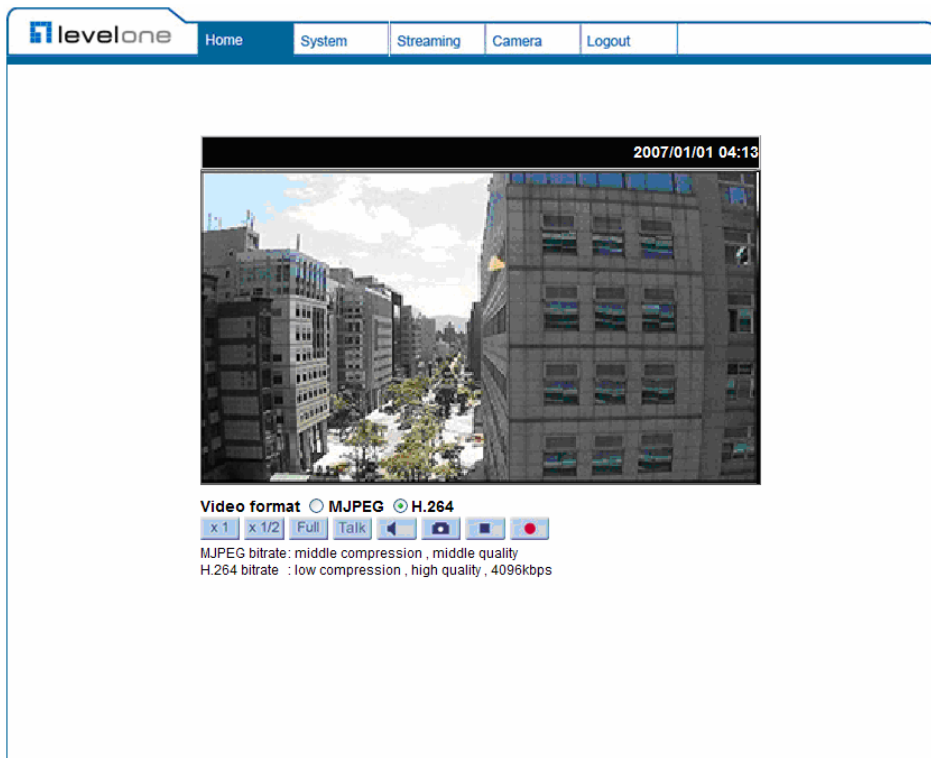 levelone
Home System Streaming Camera Logout
2007/01/01 04:13
Video format MJPEG H.264
x 1 x 1/2 Full Talk
MJPEG bitrate: middle compression , middle quality
H.264 bitrate : low compression , high quality , 4096kbps